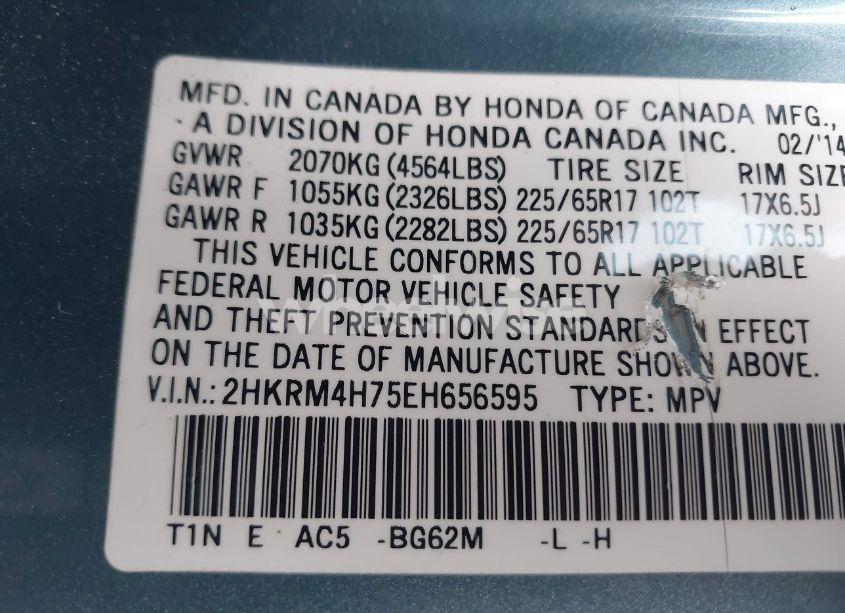 MFD. IN CANADA BY HONDA OF CANADA MFG.,
- A DIVISION OF HONDA CANADA INC. 02/'14
GVWR 2070KG (4564LBS) TIRE SIZE RIM SIZE
GAWR F 1055KG (2326LBS) 225/65R17 102T 17X6.5J
GAWR R 1035KG (2282LBS) 225/65R17 102T 17X6.5J
THIS VEHICLE CONFORMS TO ALL APPLICABLE
FEDERAL MOTOR VEHICLE SAFETY
AND THEFT PREVENTION STANDARDS IN EFFECT
ON THE DATE OF MANUFACTURE SHOWN ABOVE.
V.I.N.: 2HKRM4H75EH656595 TYPE: MPV
T1N E AC5 -BG62M -L -H